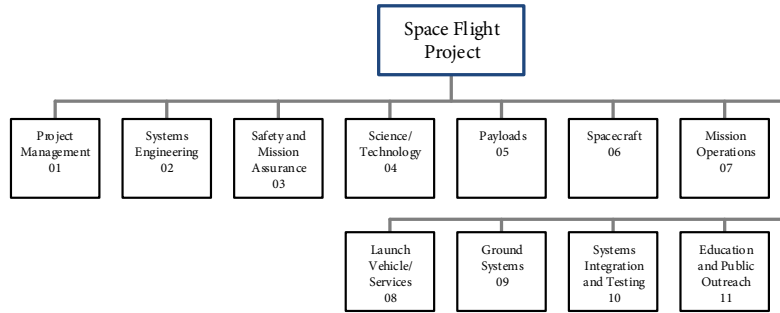 Space Flight
Project
Project
Management
01
Systems
Engineering
02
Safety and
Mission
Assurance
03
Science/
Technology
04
Payloads
05
Spacecraft
06
Mission
Operations
07
Launch
Vehicle/
Services
08
Ground
Systems
09
Systems
Integration
and Testing
10
Education
and Public
Outreach
11